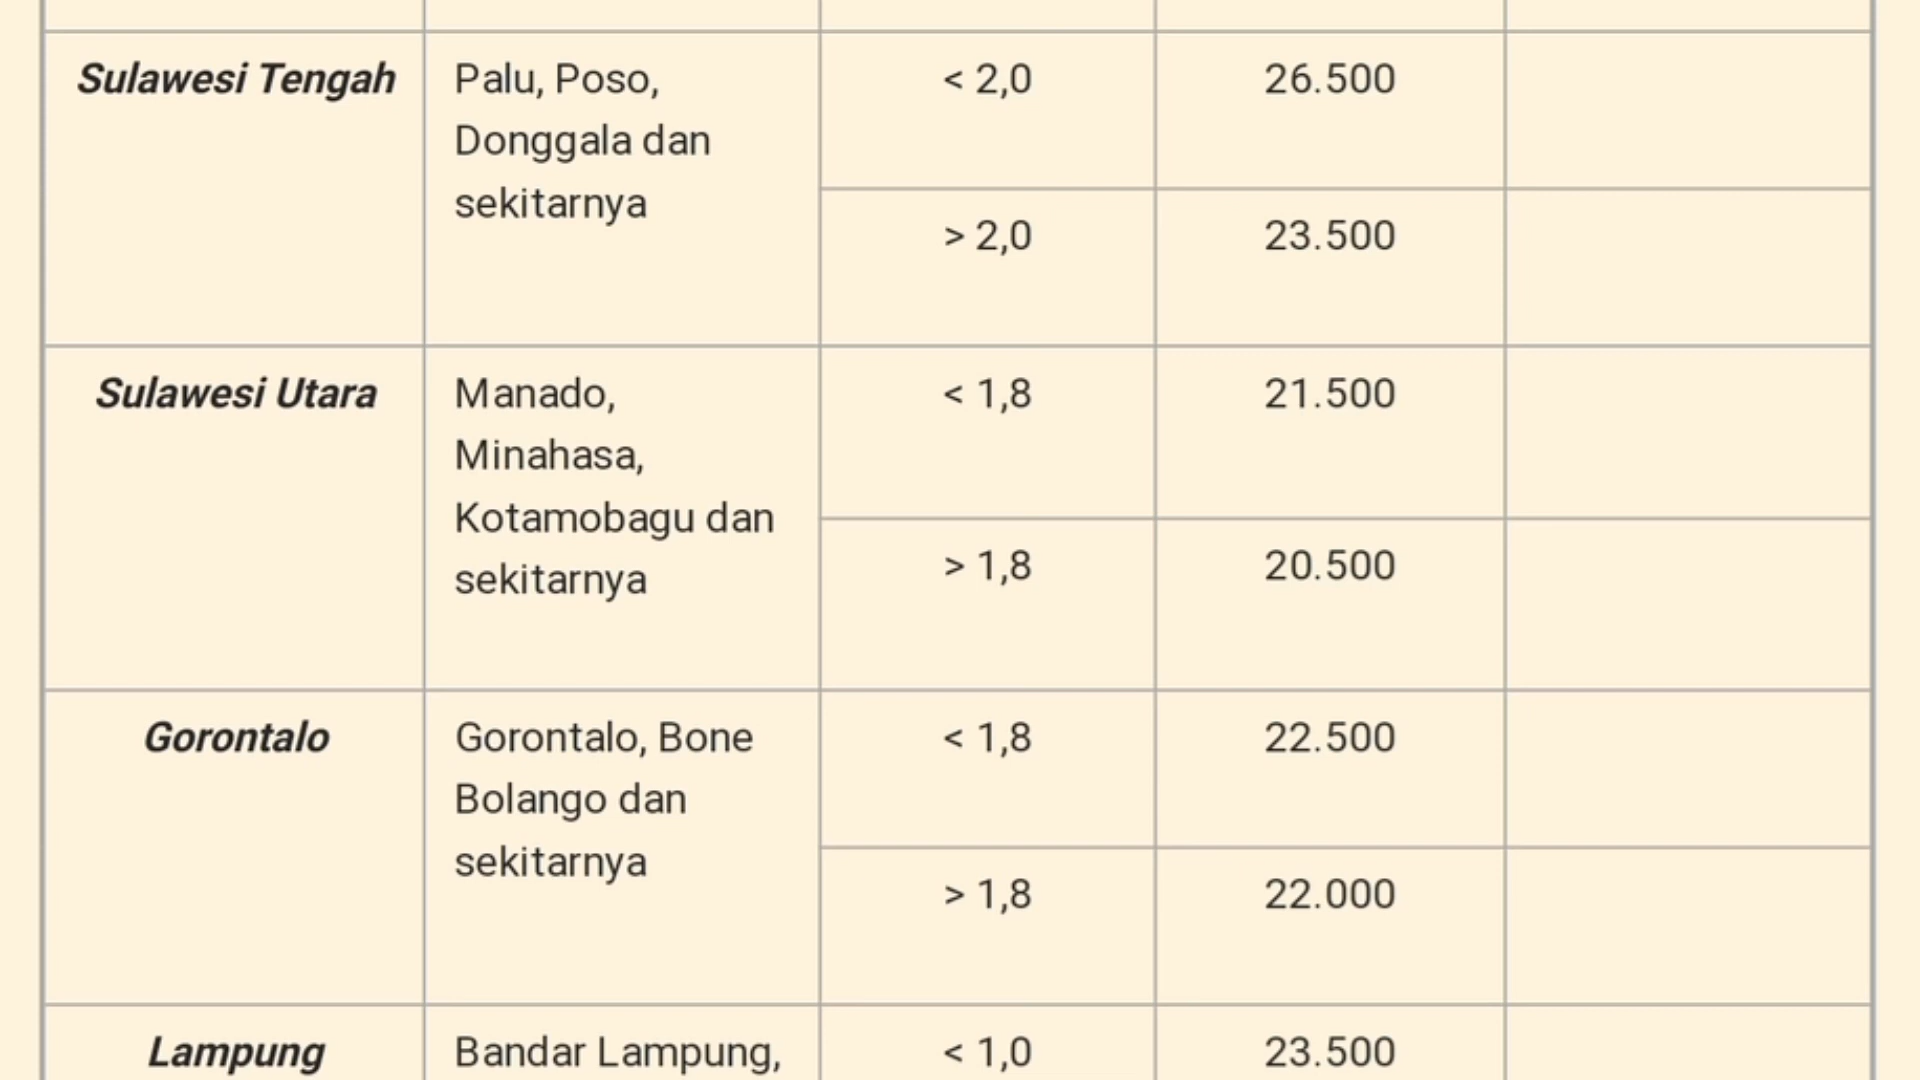 Sulawesi Tengah
Palu, Poso,
Donggala dan
sekitarnya
< 2,0
26.500
> 2,0
23.500
Sulawesi Utara
Manado,
Minahasa,
Kotamobagu dan
sekitarnya
< 1,8
21.500
> 1,8
20.500
Gorontalo
Gorontalo, Bone
Bolango dan
sekitarnya
< 1,8
22.500
> 1,8
22.000
Lampung
Bandar Lampung,
< 1,0
23.500